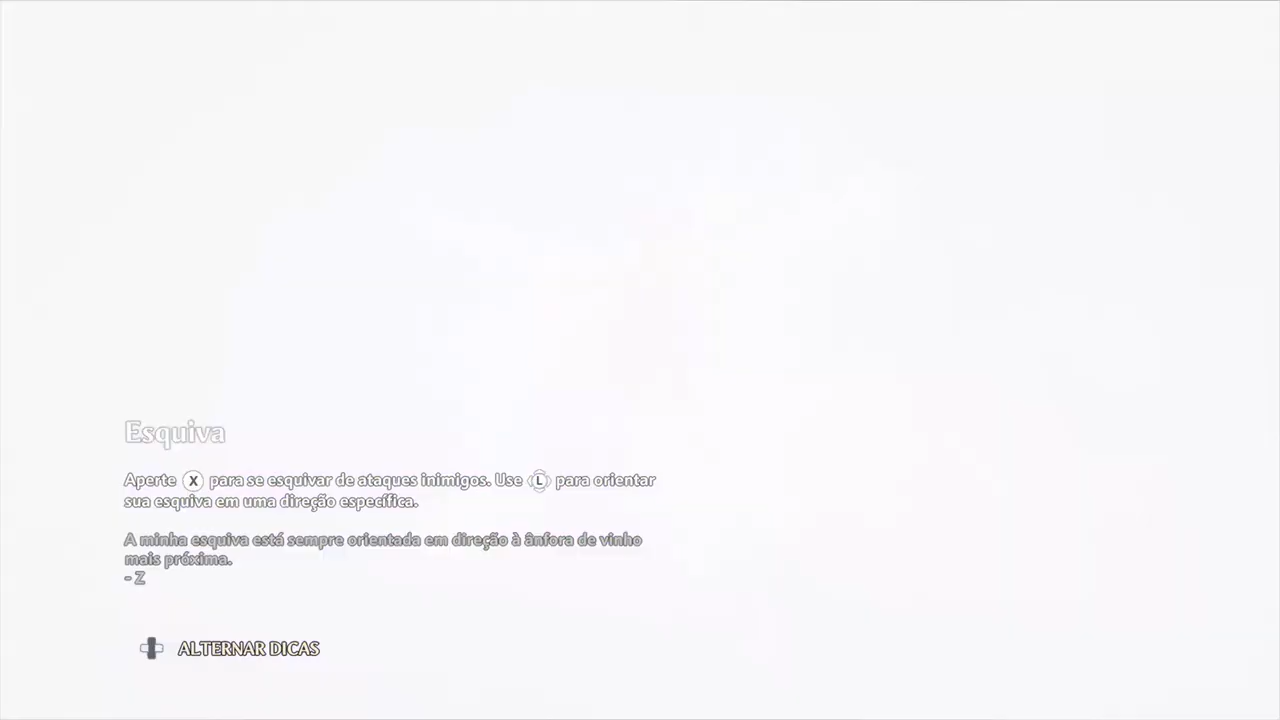 Esquiva
Aperte X para se esquivar de ataques inimigos. Use L para orientar
sua esquiva em uma direção específica.
A minha esquiva está sempre orientada em direção à ânfora de vinho
mais próxima.
- Z
ALTERNAR DICAS